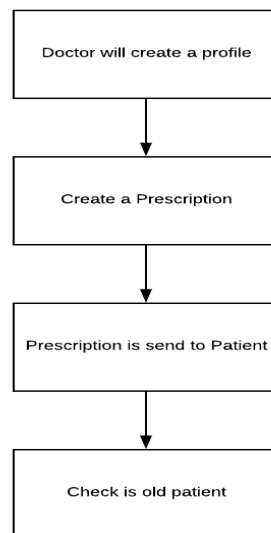 Doctor will create a profile
Create a Prescription
Prescription is send to Patient
Check is old patient